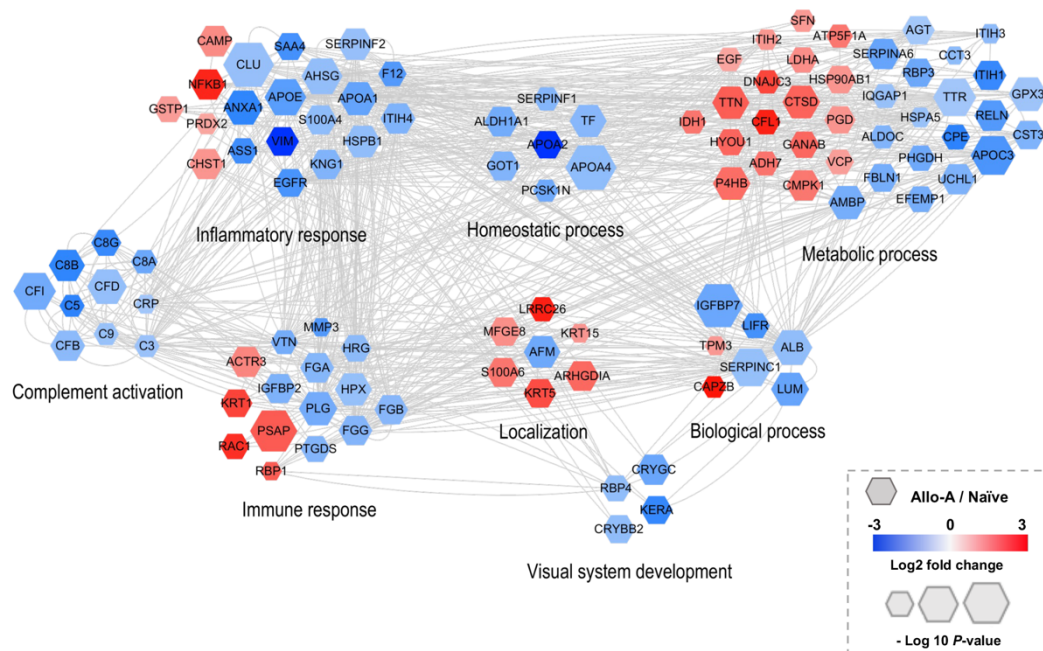 CAMP
SAA4
SERPINF2
CLU
NFKB1
AHSG
F12
ANXA1
APOE
APOA1
GSTP1
PRDX2
S100A4
ITIH4
VIM
HSPB1
ASS1
CHST1
KNG1
EGFR
Inflammatory response
SERPINF1
ALDH1A1
TF
APOA2
GOT1
APOA4
PCSK1N
Homeostatic process
SFN
ITIH2
ATP5F1A
EGF
LDHA
DNAJC3
HSP90AB1
TTN
CTSD
IDH1
CFL1
PGD
HYOU1
GANAB
ADH7
VCP
P4HB
CMPK1
AGT
ITIH3
SERPINA6
CCT3
RBP3
ITIH1
IQGAP1
TTR
GPX3
HSPA5
RELN
ALDOC
CPE
CST3
PHGDH
APOC3
FBLN1
UCHL1
AMBP
EFEMP1
Metabolic process
C8G
C8B
C8A
CFI
CFD
C5
CRP
C9
CFB
C3
Complement activation
MMP3
VTN
HRG
ACTR3
FGA
IGFBP2
HPX
KRT1
PLG
FGB
PSAP
FGG
RAC1
PTGDS
RBP1
Immune response
LRRC26
MFGE8
KRT15
AFM
S100A6
ARHGDIA
KRT5
Localization
IGFBP7
LIFR
TPM3
ALB
SERPINC1
CAPZB
LUM
Biological process
CRYGC
RBP4
KERA
CRYBB2
Visual system development
Allo-A / Naïve
-3 0 3
Log2 fold change
- Log 10 P-value